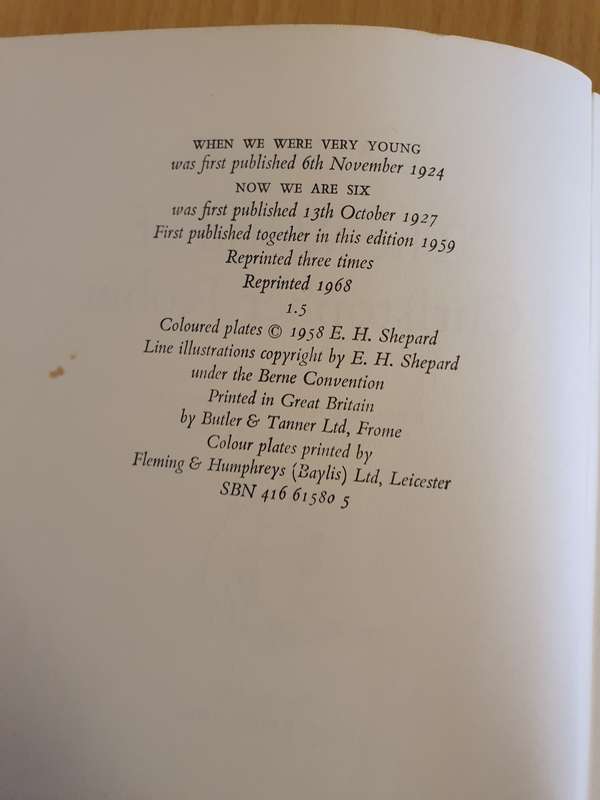 WHEN WE WERE VERY YOUNG
was first published 6th November 1924
NOW WE ARE SIX
was first published 13th October 1927
First published together in this edition 1959
Reprinted three times
Reprinted 1968
1.5
Coloured plates © 1958 E. H. Shepard
Line illustrations copyright by E. H. Shepard
under the Berne Convention
Printed in Great Britain
by Butler & Tanner Ltd, Frome
Colour plates printed by
Fleming & Humphreys (Baylis) Ltd, Leicester
SBN 416 61580 5